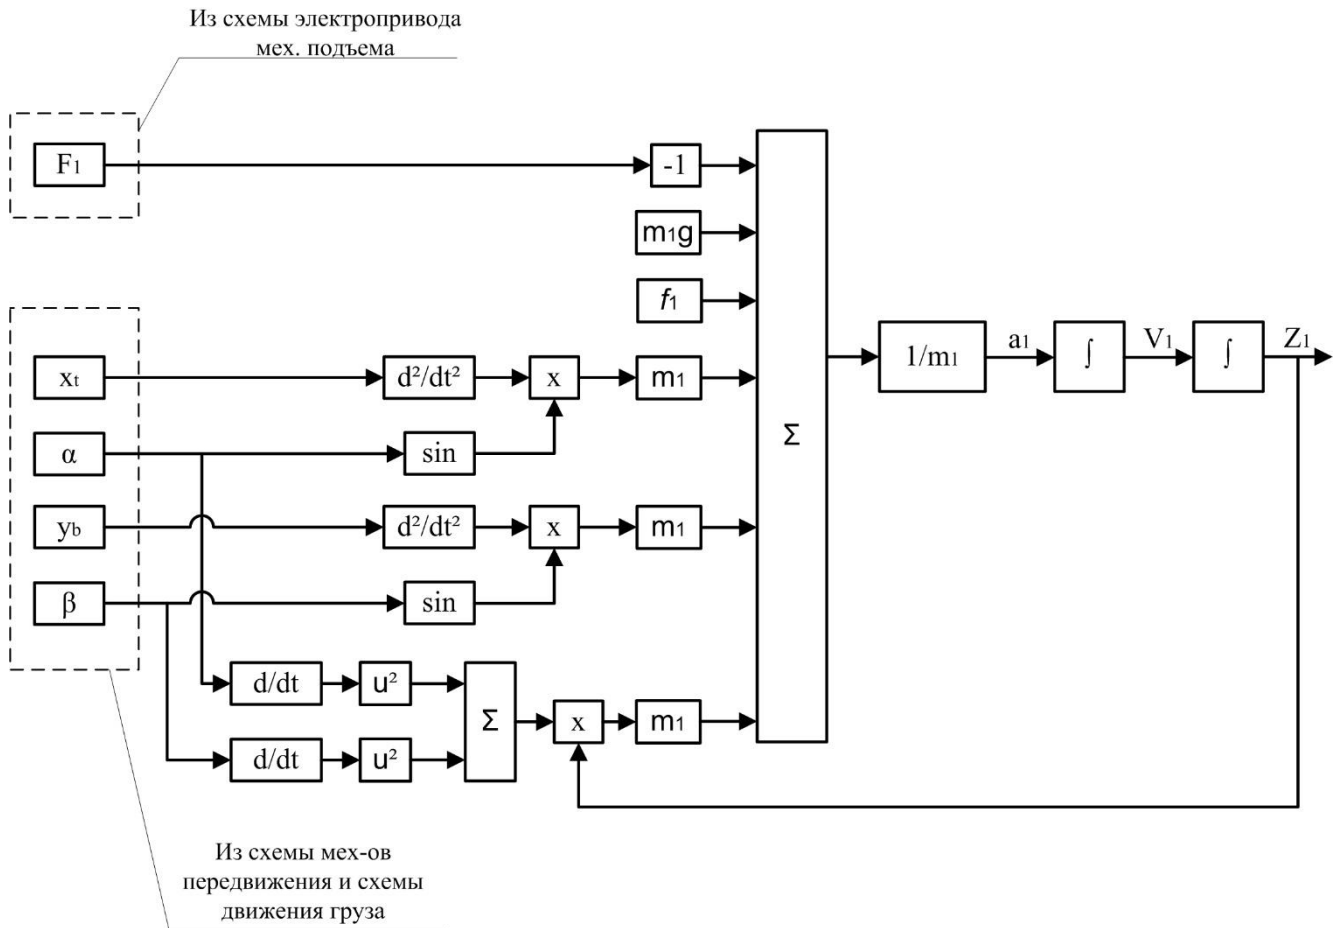 Из схемы электропривода
мех. подъема
F1
-1
m1g
f1
xt
d²/dt²
x
m1
1/m1
a1
∫
V1
∫
Z1
Σ
α
sin
yb
d²/dt²
x
m1
β
sin
d/dt
u²
Σ
x
m1
d/dt
u²
Из схемы мех-ов
передвижения и схемы
движения груза